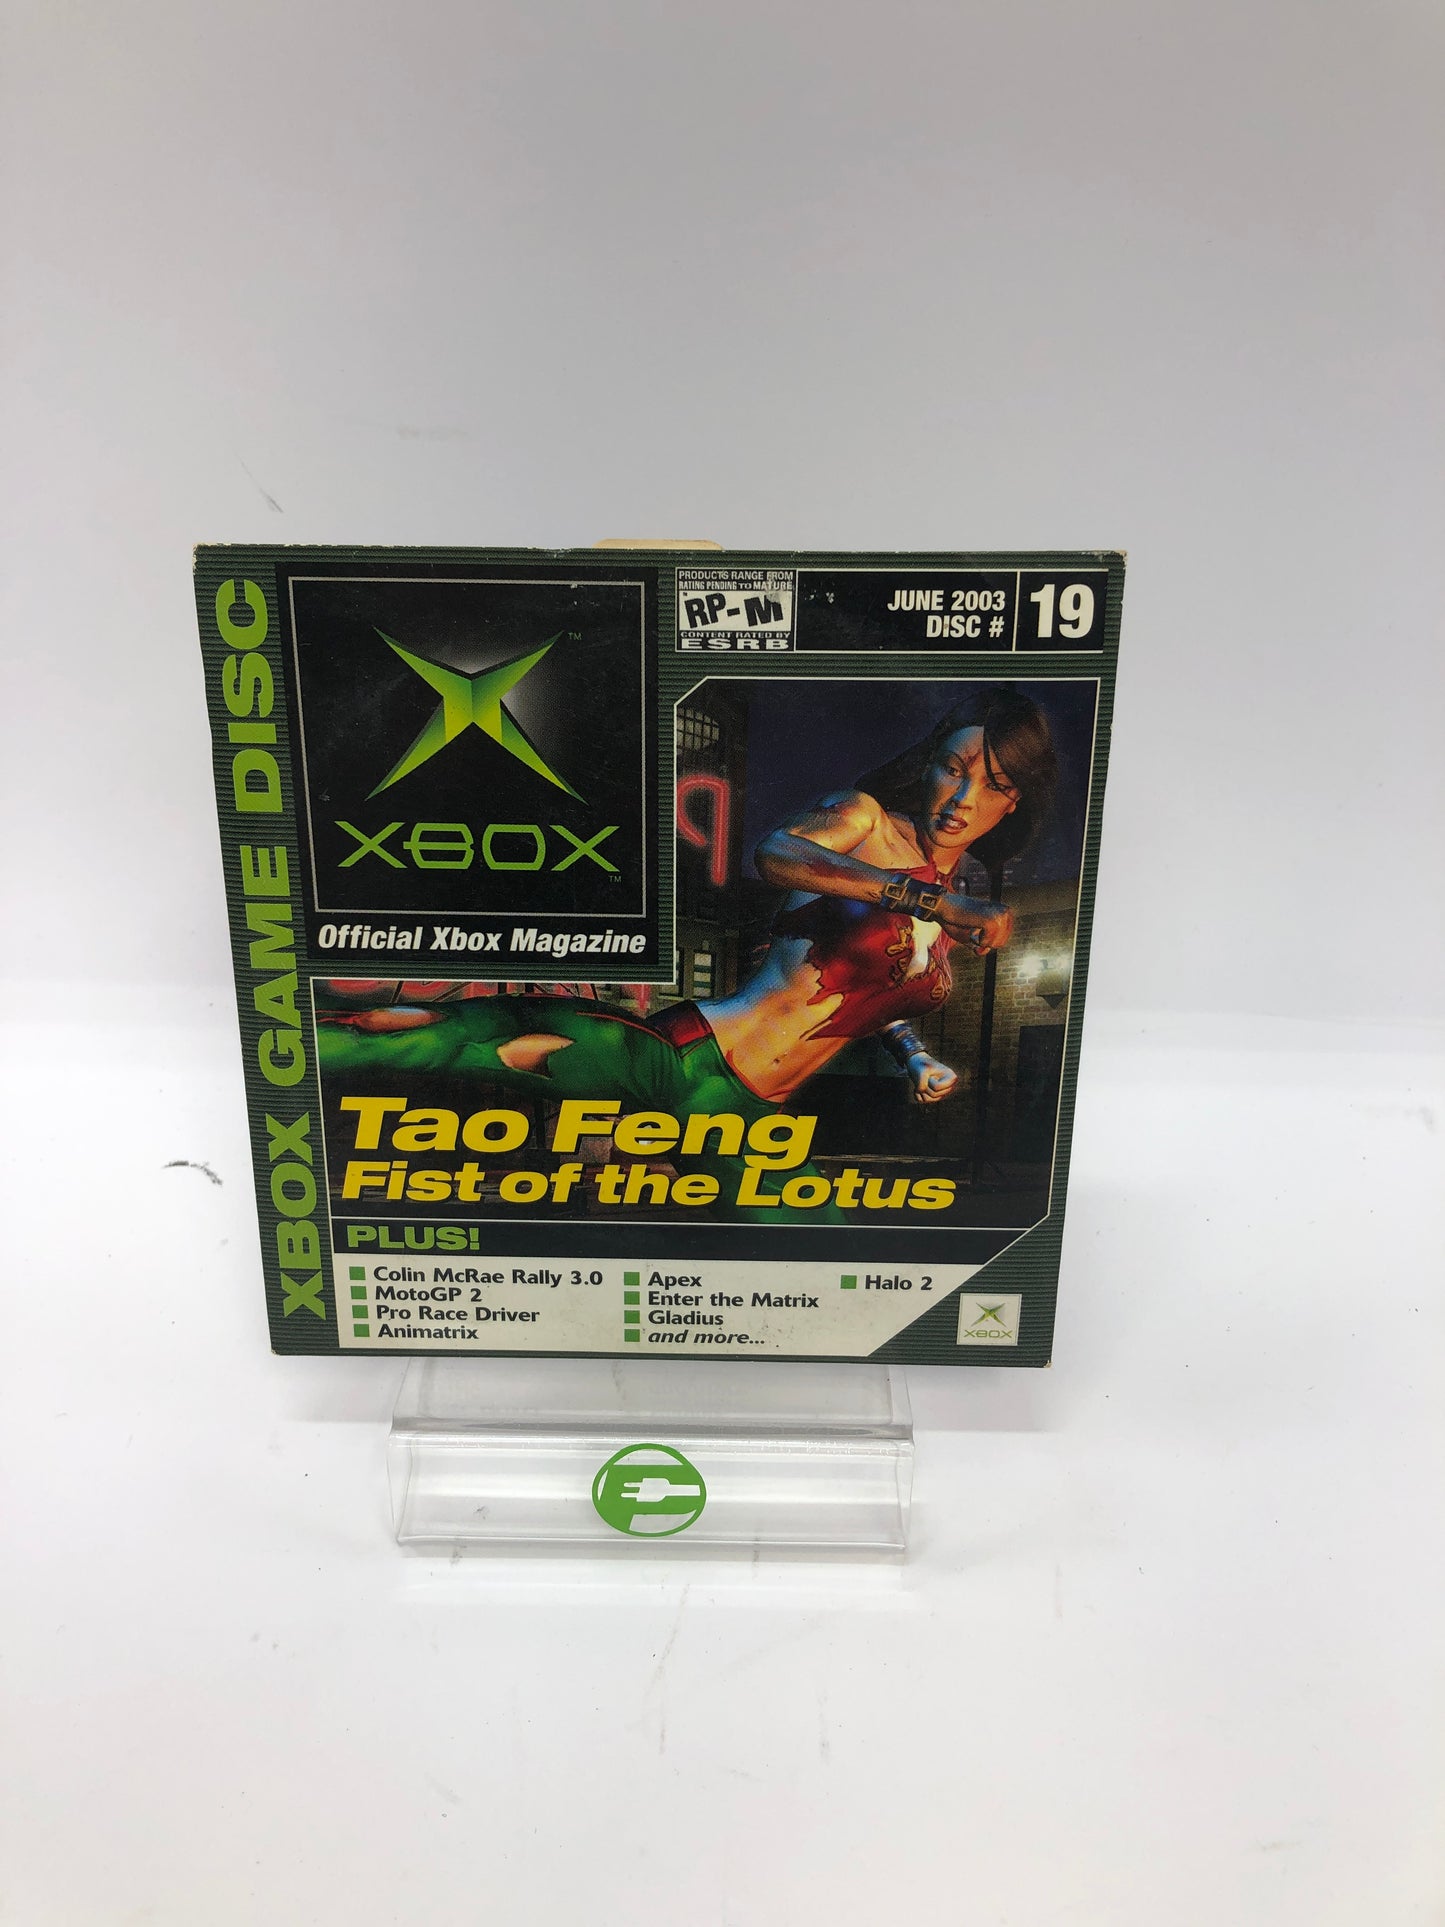 XBOX GAME DISC
XBOX
Official Xbox Magazine
PRODUCTS RANGE FROM
RATING PENDING TO MATURE
RP-M
CONTENT RATED BY
ESRB
JUNE 2003
DISC #
19
Tao Feng
Fist of the Lotus
PLUS!
Colin McRae Rally 3.0
MotoGP 2
Pro Race Driver
Animatrix
Apex
Enter the Matrix
Gladius
and more...
Halo 2
XBOX